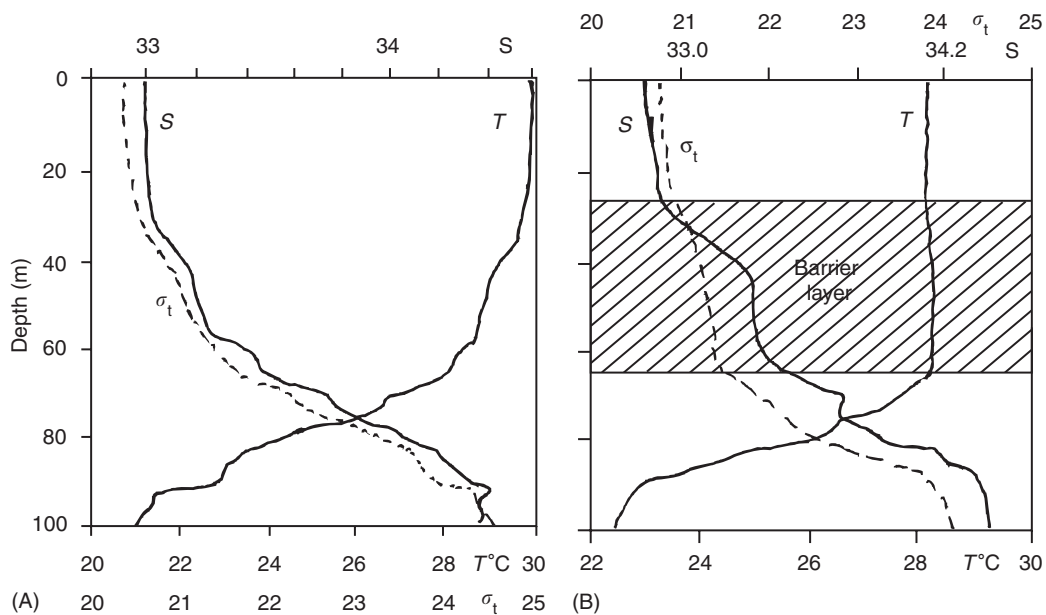 33 34 S
0
20
40
60
80
100
Depth (m)
S T
σt
20 22 24 26 28 T°C 30
(A) 20 21 22 23 24 σt 25
20 21 22 23 24 σt 25
33.0 34.2 S
S T
σt
Barrier
layer
22 24 26 28 T°C 30
(B)